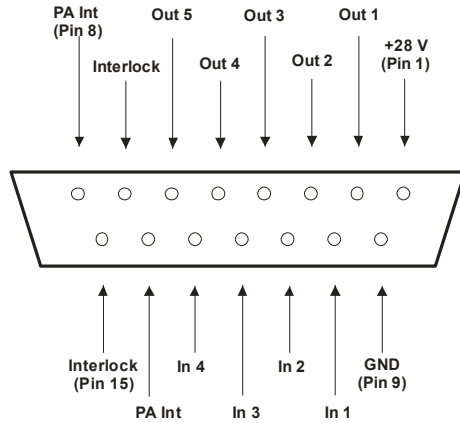 PA Int
(Pin 8)
Interlock
Out 5
Out 4
Out 3
Out 2
Out 1
+28 V
(Pin 1)
Interlock
(Pin 15)
PA Int
In 4
In 3
In 2
In 1
GND
(Pin 9)